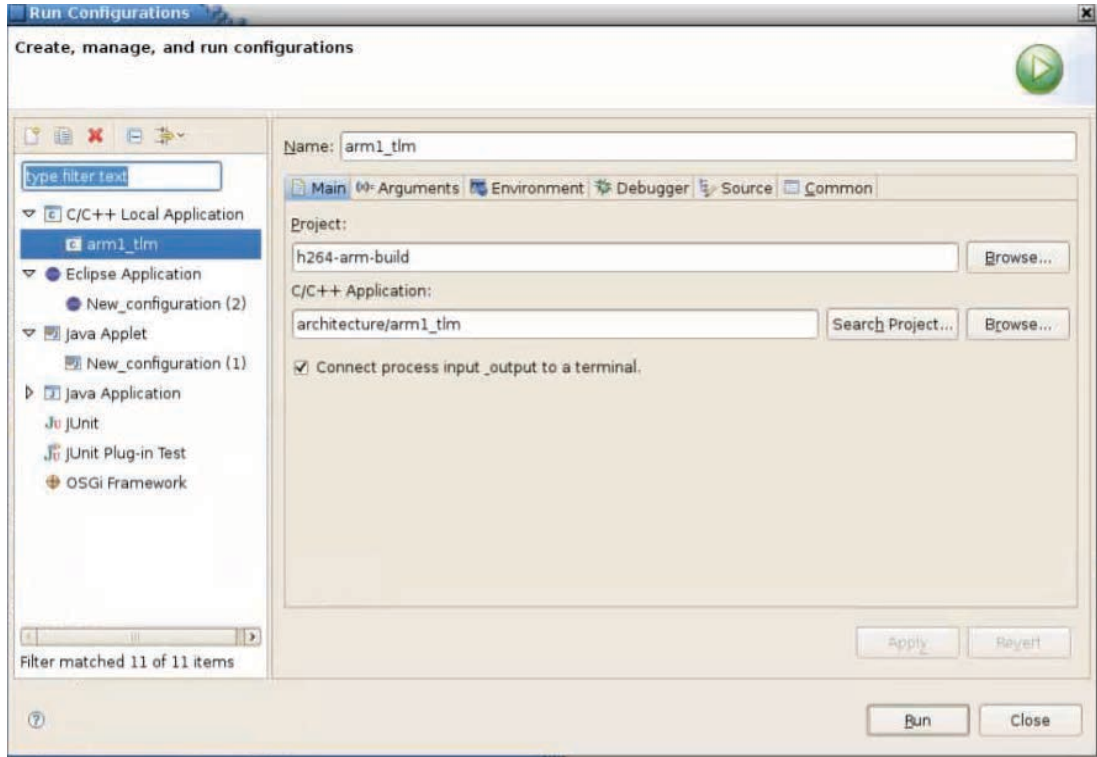 Run Configurations
Create, manage, and run configurations
type filter text
C/C++ Local Application
arm1_tlm
Eclipse Application
New_configuration (2)
Java Applet
New_configuration (1)
Java Application
Ju JUnit
JUnit Plug-in Test
OSGi Framework
Filter matched 11 of 11 items
Name: arm1_tlm
Main (x)= Arguments Environment Debugger Source Common
Project:
h264-arm-build Browse...
C/C++ Application:
architecture/arm1_tlm Search Project... Browse...
Connect process input _output to a terminal.
Apply Revert
Run Close